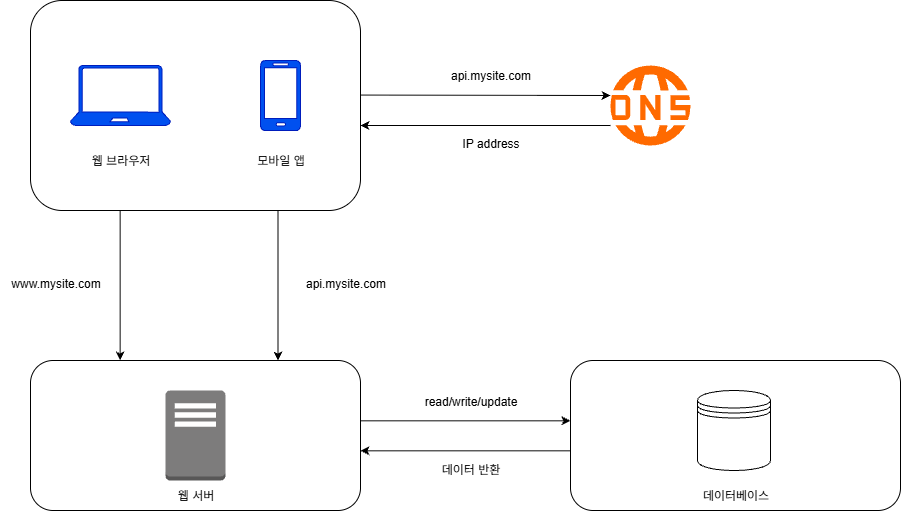 api.mysite.com
DNS
IP address
웹 브라우저
모바일 앱
www.mysite.com
api.mysite.com
read/write/update
데이터 반환
웹 서버
데이터베이스